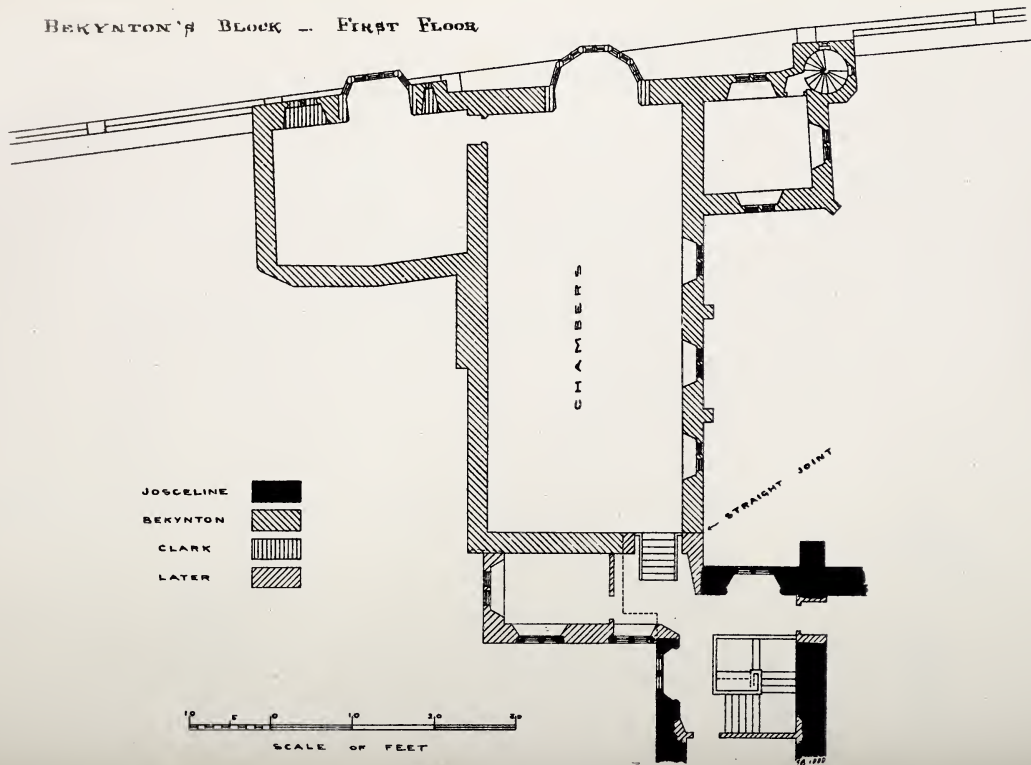 BEKYNTON'S BLOCK — FIRST FLOOR
CHAMBERS
STRAIGHT JOINT
JOSCELINE
BEKYNTON
CLARK
LATER
10 5 0 10 20 30
SCALE OF FEET